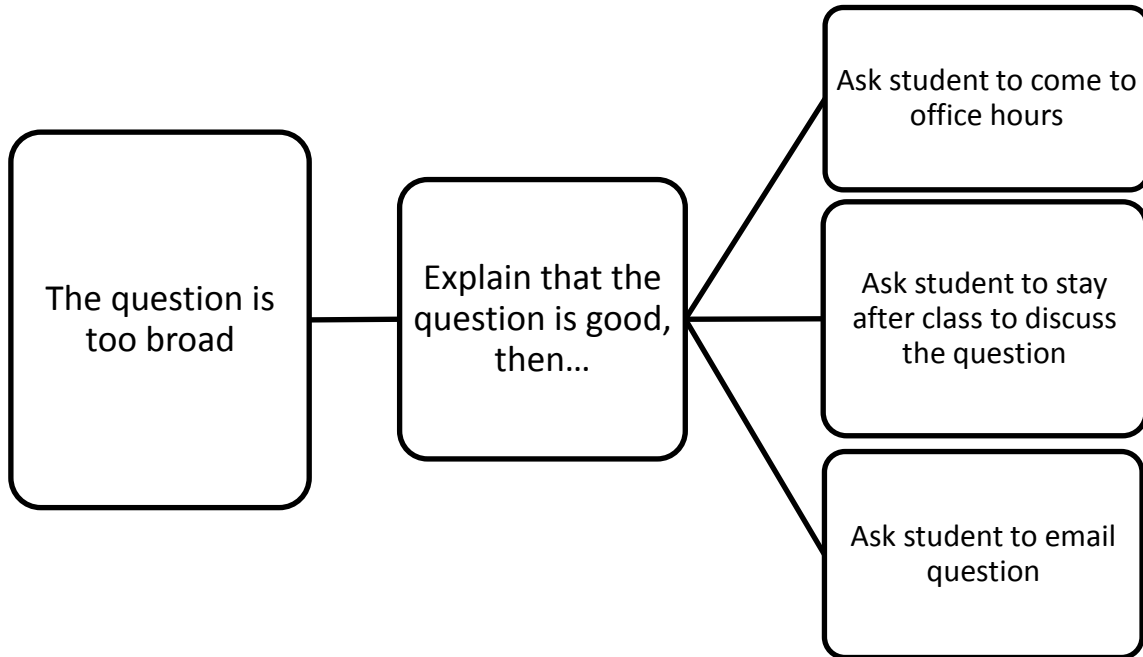 The question is
too broad
Explain that the
question is good,
then…
Ask student to come to
office hours
Ask student to stay
after class to discuss
the question
Ask student to email
question